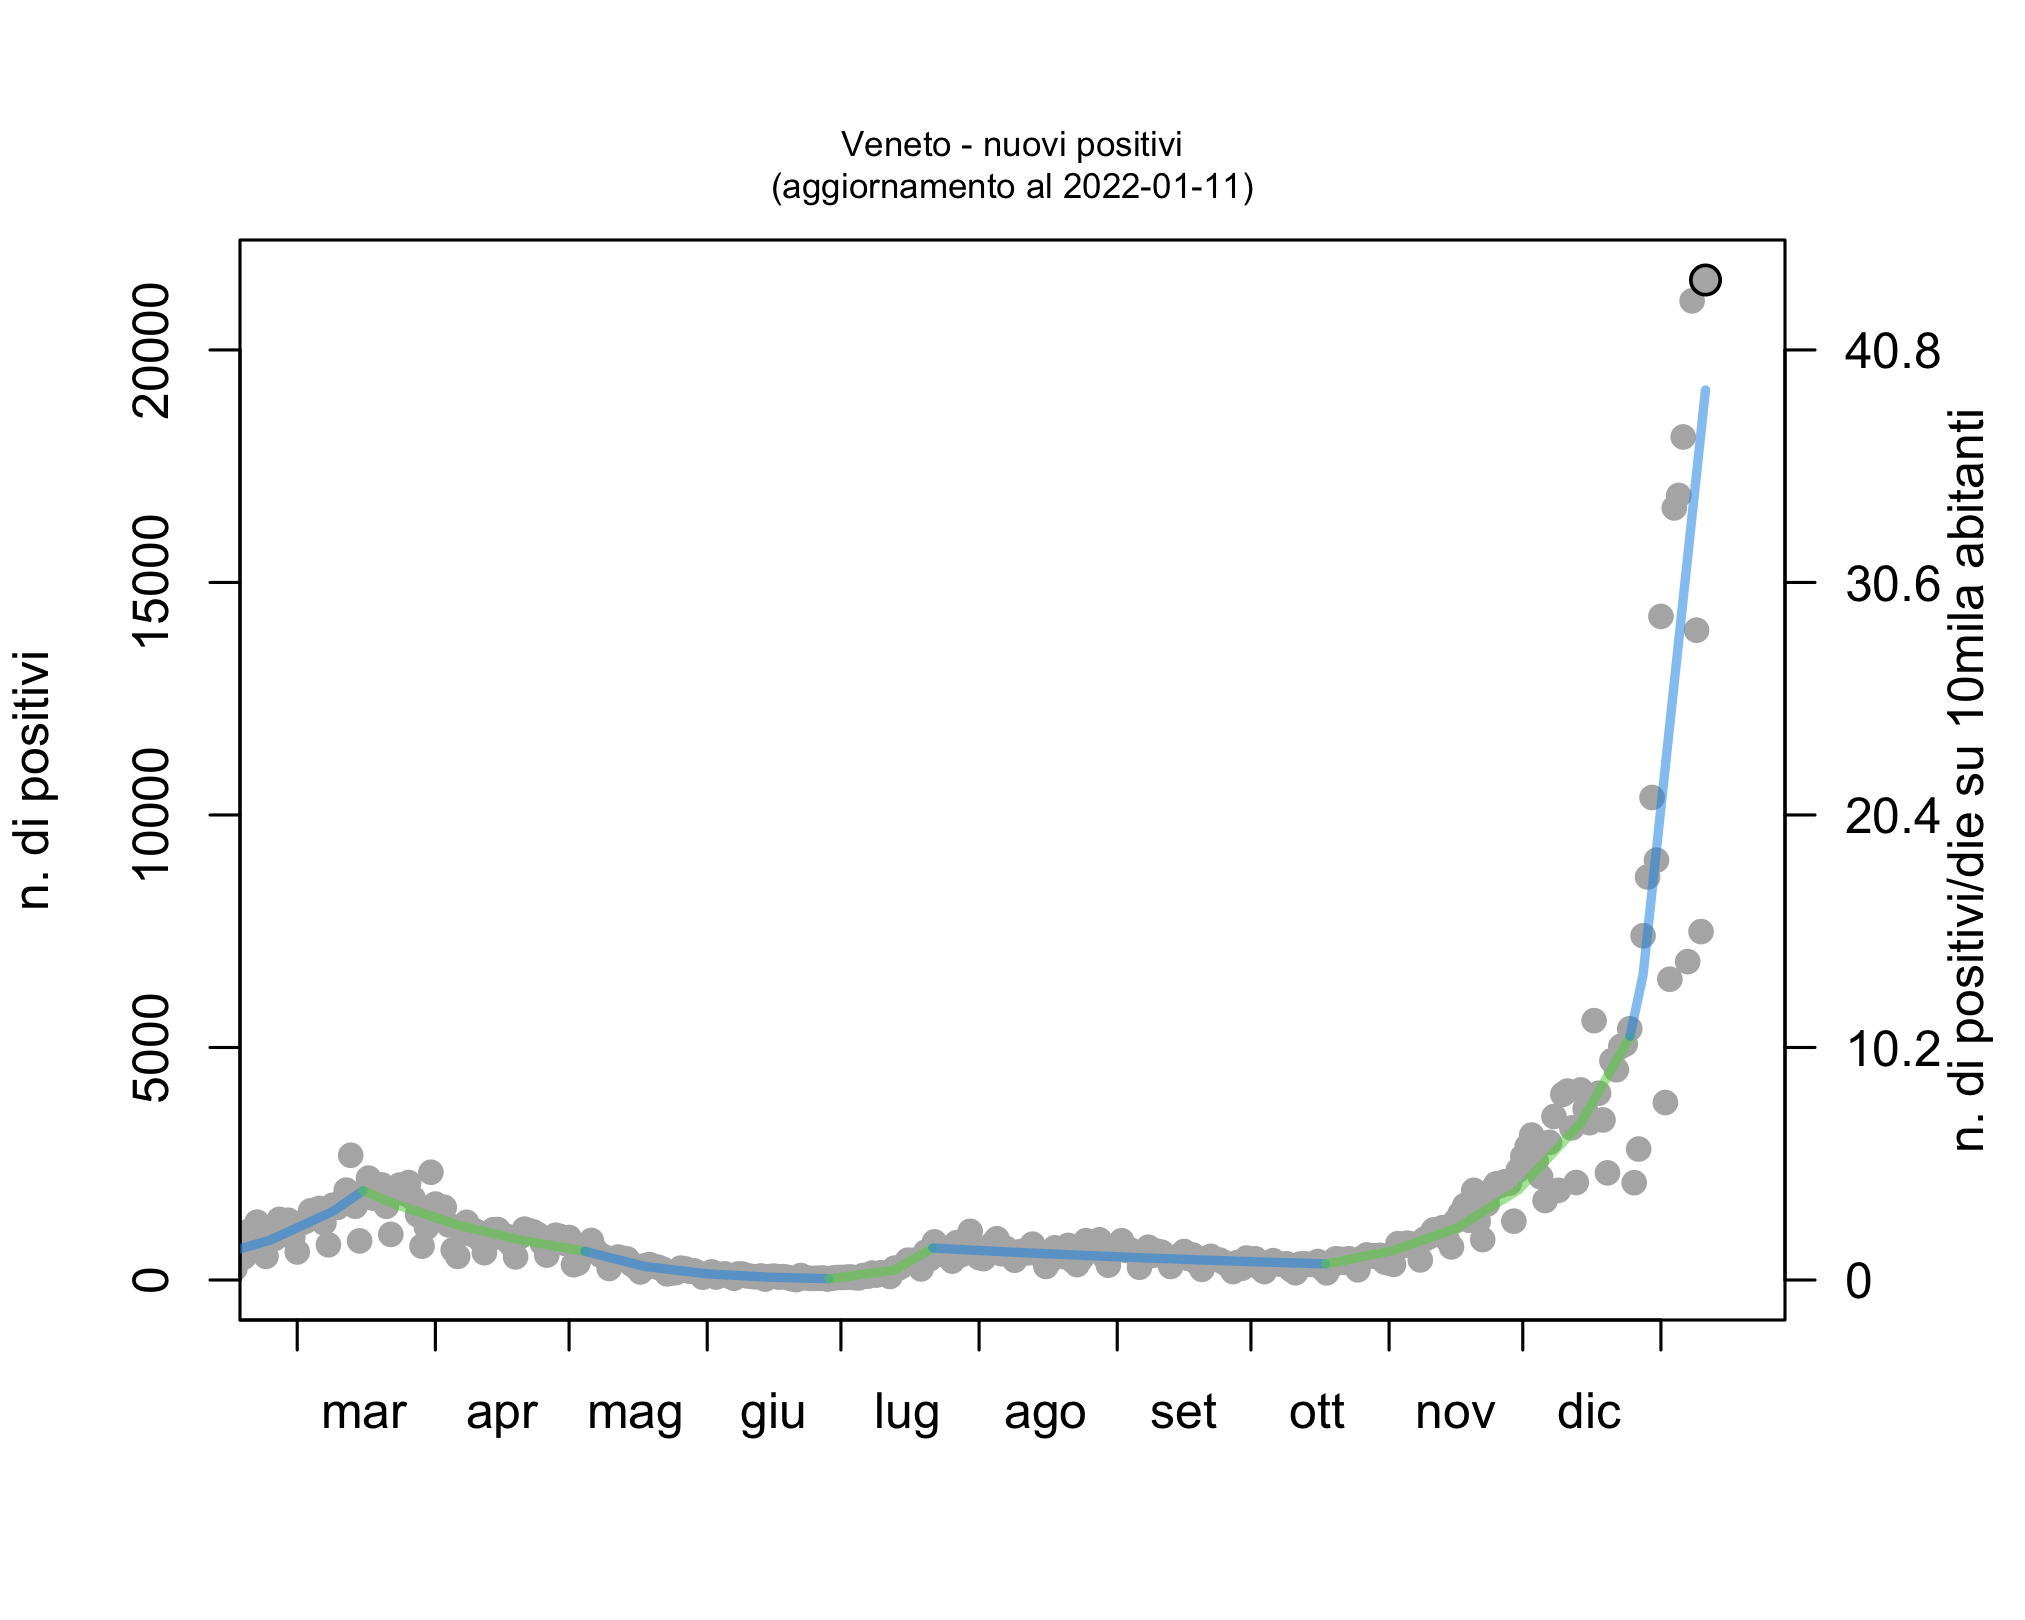 Veneto - nuovi positivi
(aggiornamento al 2022-01-11)
n. di positivi
20000
15000
10000
5000
0
40.8
30.6
20.4
10.2
0
n. di positivi/die su 10mila abitanti
mar apr mag giu lug ago set ott nov dic